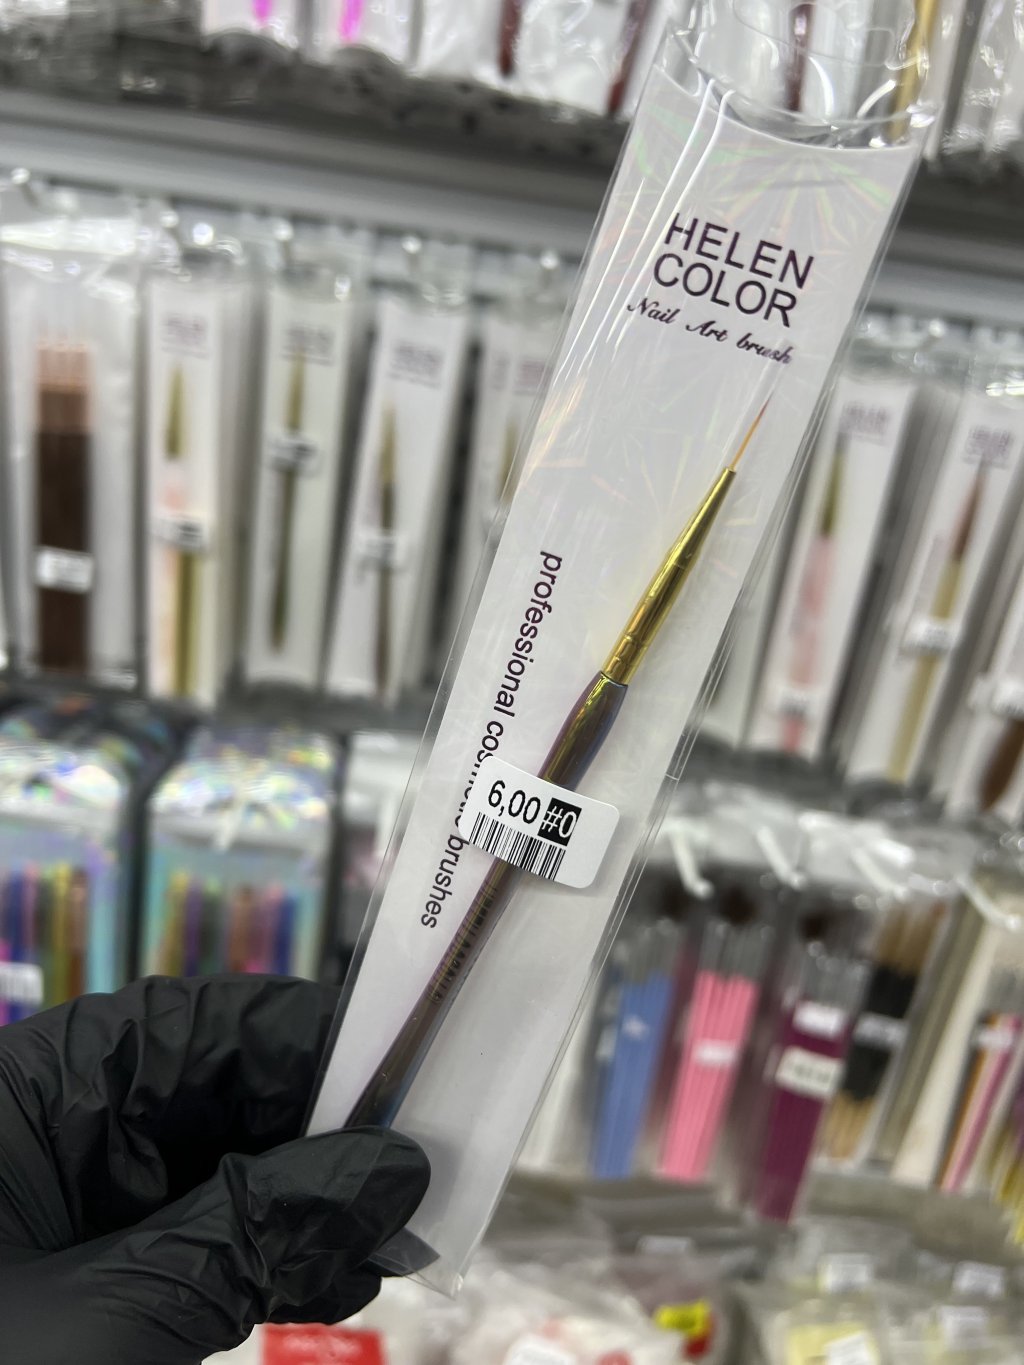 HELEN
COLOR
Nail Art brush
professional cosmetic brushes
6,00 #0